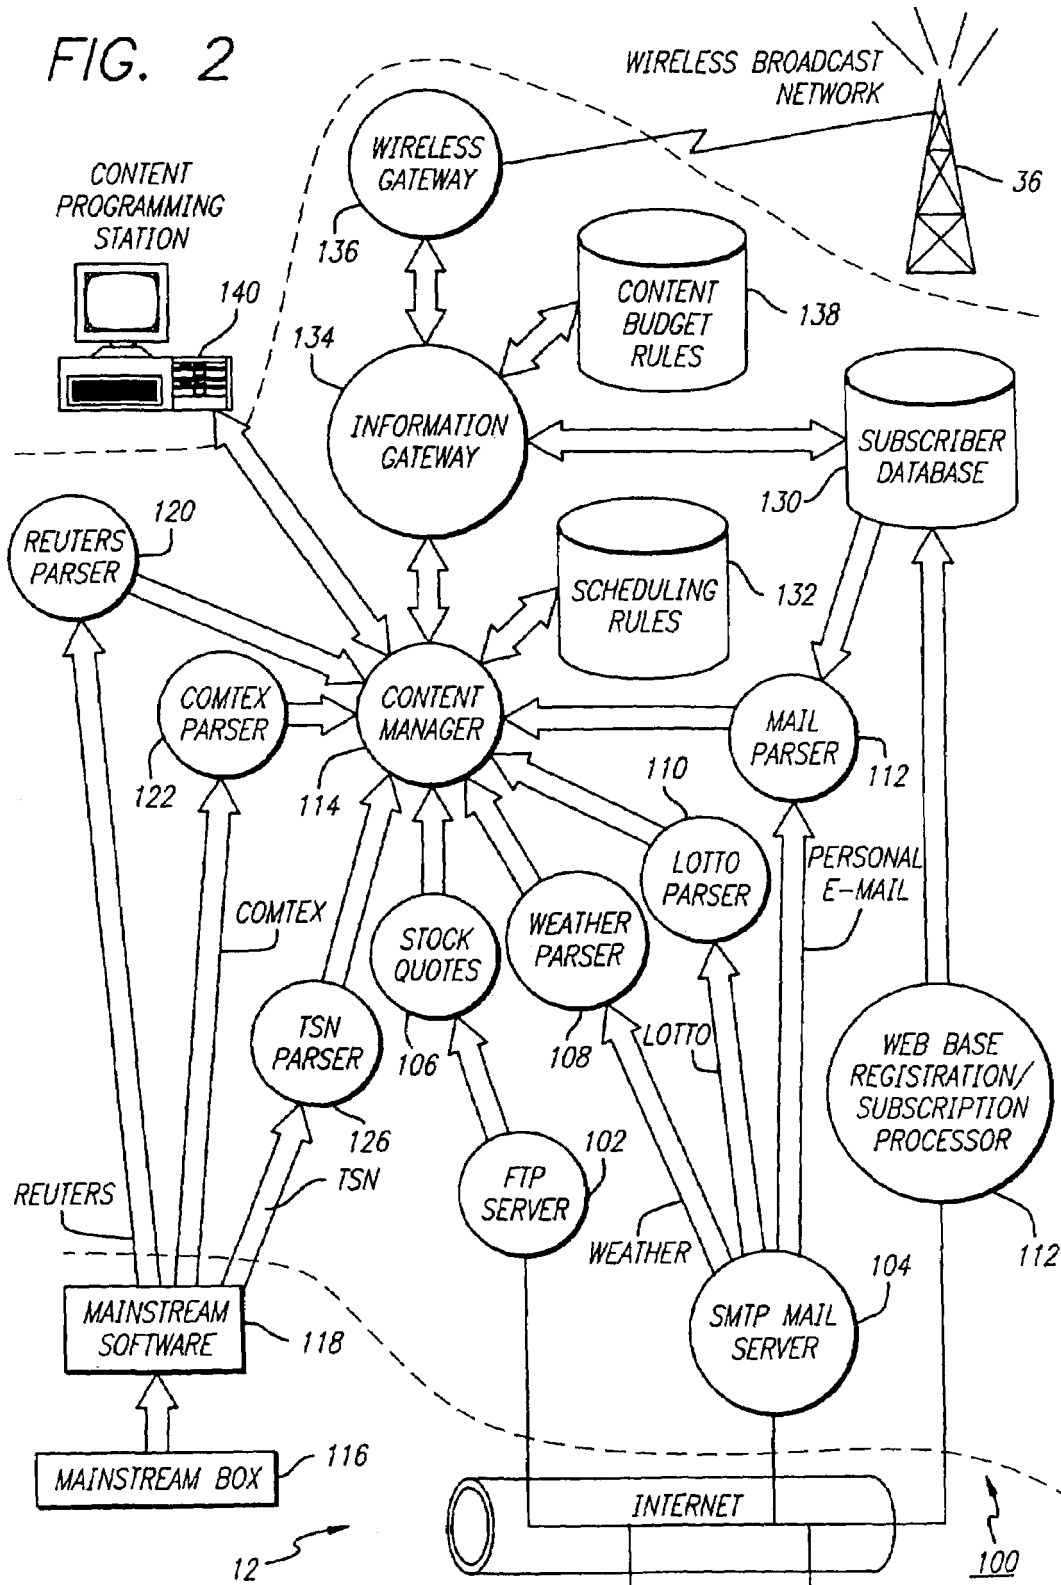 FIG. 2
WIRELESS BROADCAST
NETWORK
36
WIRELESS
GATEWAY
136
CONTENT
PROGRAMMING
STATION
140
CONTENT
BUDGET
RULES
138
134
INFORMATION
GATEWAY
SUBSCRIBER
DATABASE
130
120
REUTERS
PARSER
SCHEDULING
RULES
132
COMTEX
PARSER
122
CONTENT
MANAGER
114
MAIL
PARSER
112
110
LOTTO
PARSER
PERSONAL
E-MAIL
COMTEX
STOCK
QUOTES
106
WEATHER
PARSER
108
TSN
PARSER
126
LOTTO
WEB BASE
REGISTRATION/
SUBSCRIPTION
PROCESSOR
112
102
FTP
SERVER
TSN
REUTERS
WEATHER
104
SMTP MAIL
SERVER
MAINSTREAM
SOFTWARE
118
MAINSTREAM BOX
116
INTERNET
12
100